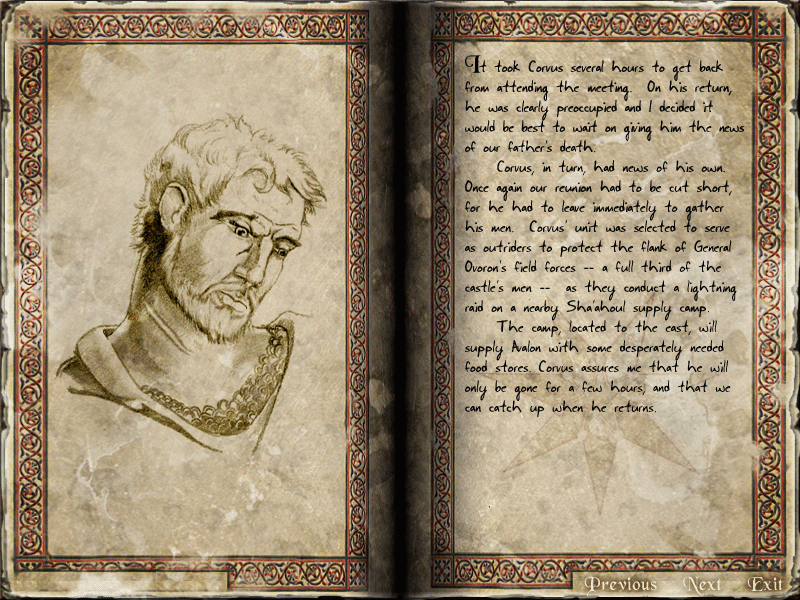 It took Corvus several hours to get back
from attending the meeting. On his return,
he was clearly preoccupied and I decided it
would be best to wait on giving him the news
of our father's death.
Corvus, in turn, had news of his own.
Once again our reunion had to be cut short,
for he had to leave immediately to gather
his men. Corvus' unit was selected to serve
as outriders to protect the flank of General
Ovoron's field forces -- a full third of the
castle's men -- as they conduct a lightning
raid on a nearby Sha'ahoul supply camp.
The camp, located to the east, will
supply Avalon with some desperately needed
food stores. Corvus assures me that he will
only be gone for a few hours, and that we
can catch up when he returns.
Previous Next Exit